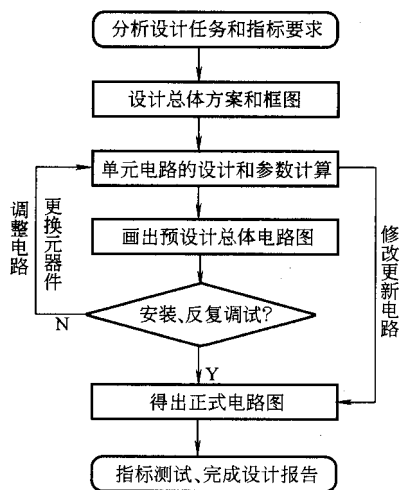 分析设计任务和指标要求
设计总体方案和框图
单元电路的设计和参数计算
调整电路
更换元器件
画出预设计总体电路图
修改更新电路
安装、反复调试?
N
Y
得出正式电路图
指标测试、完成设计报告